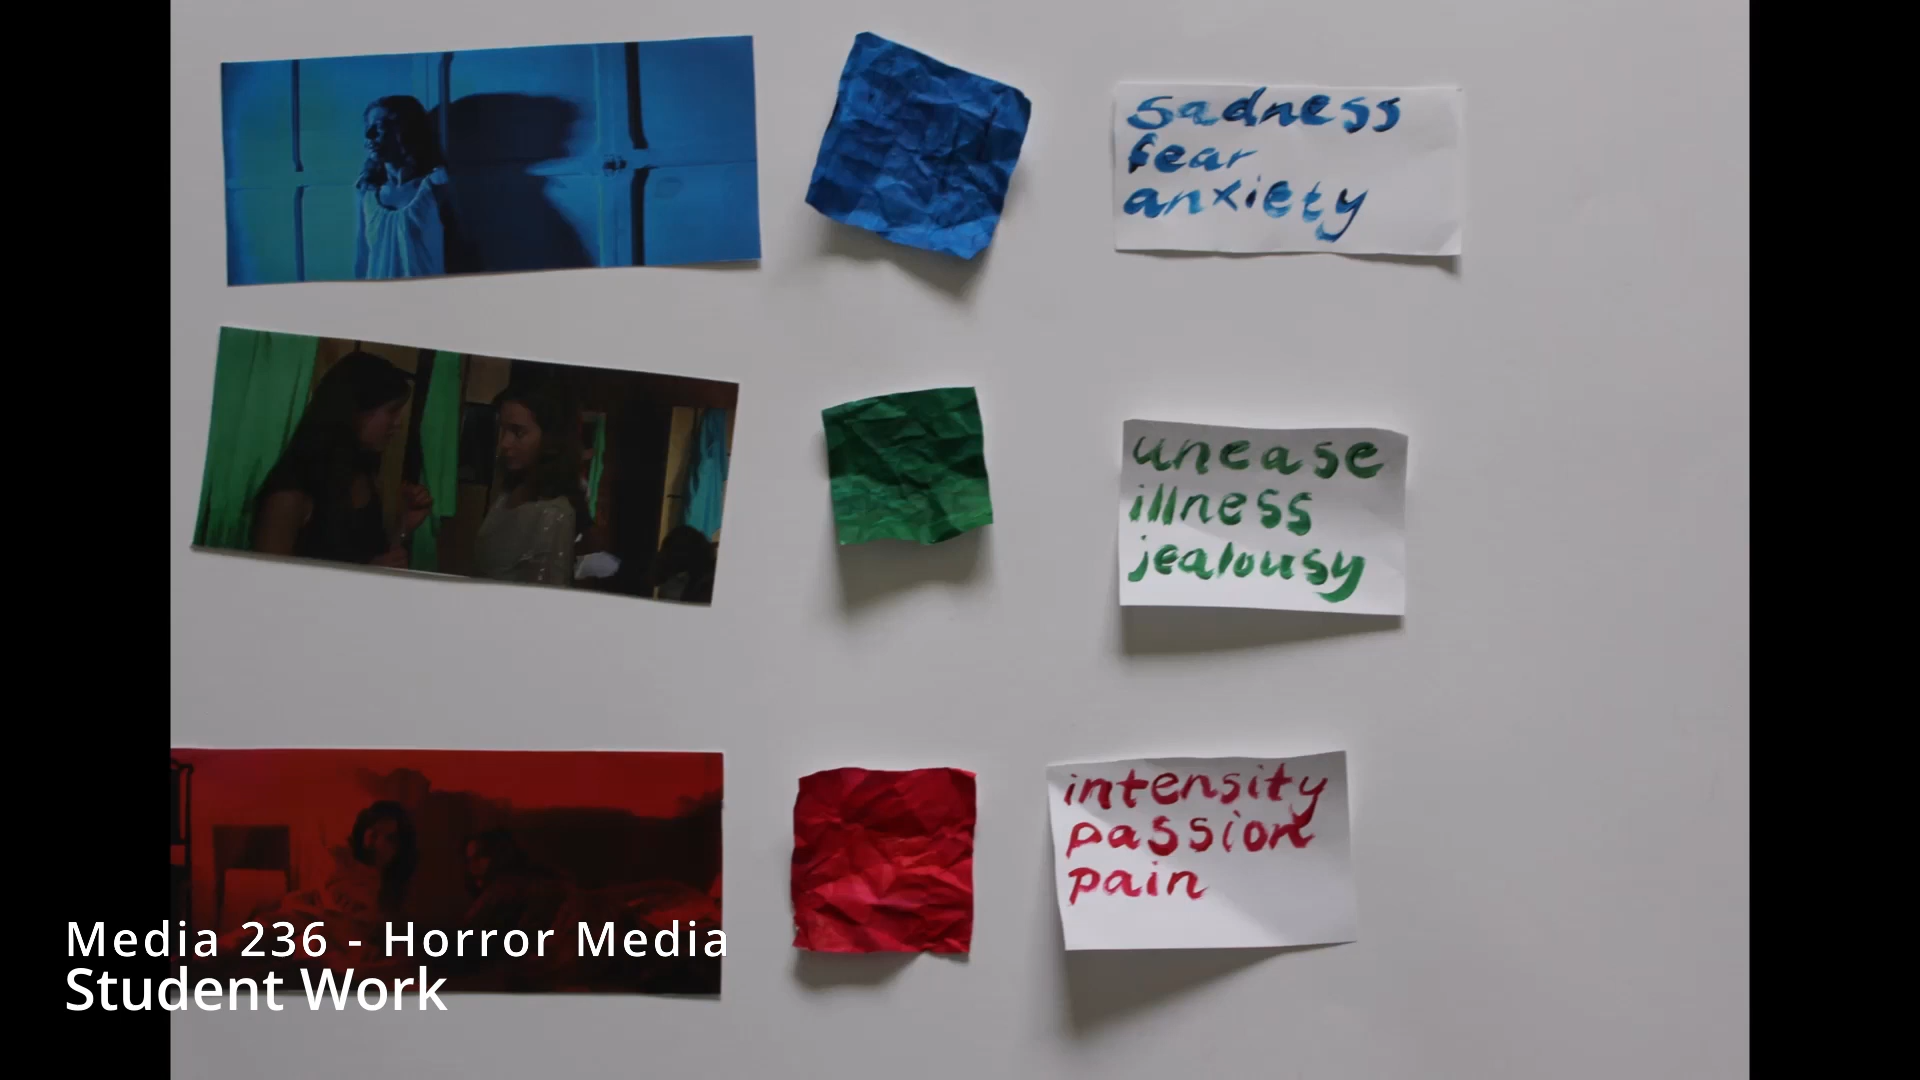 sadness
fear
anxiety
unease
illness
jealousy
intensity
passion
pain
Media 236 - Horror Media
Student Work